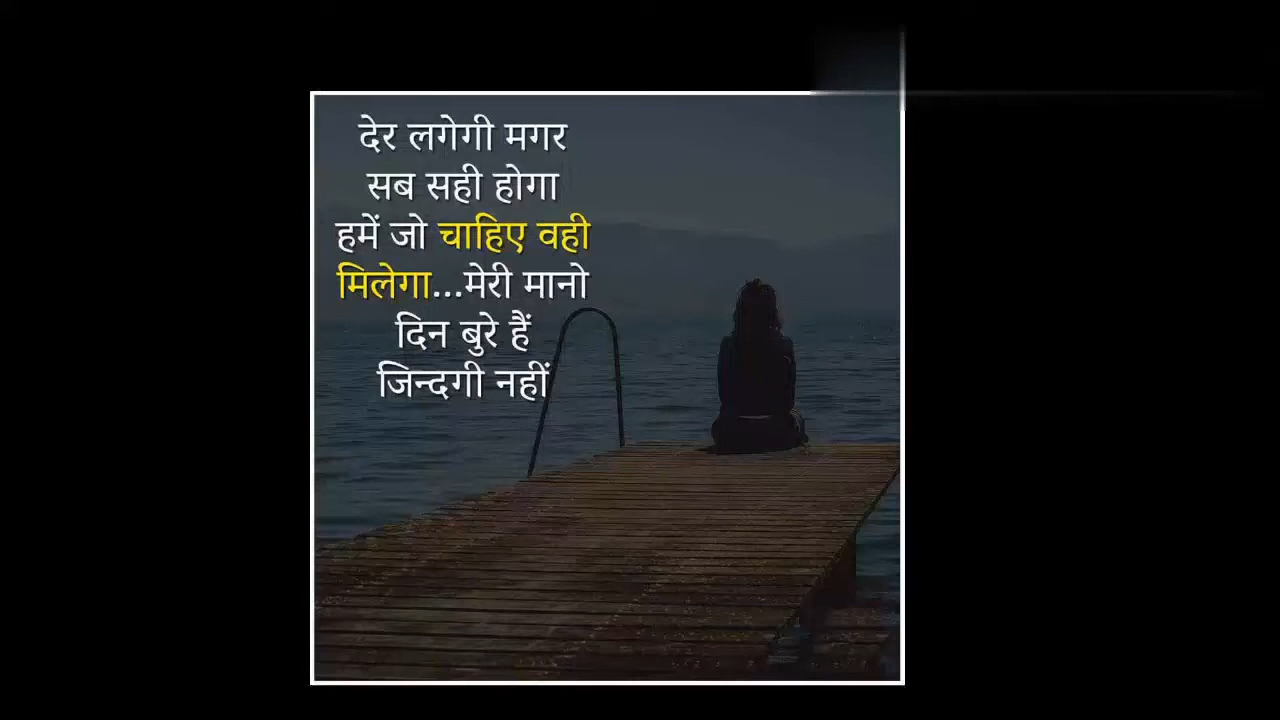 देर लगेगी मगर
सब सही होगा
हमें जो चाहिए वही
मिलेगा...मेरी मानो
दिन बुरे हैं
जिन्दगी नहीं